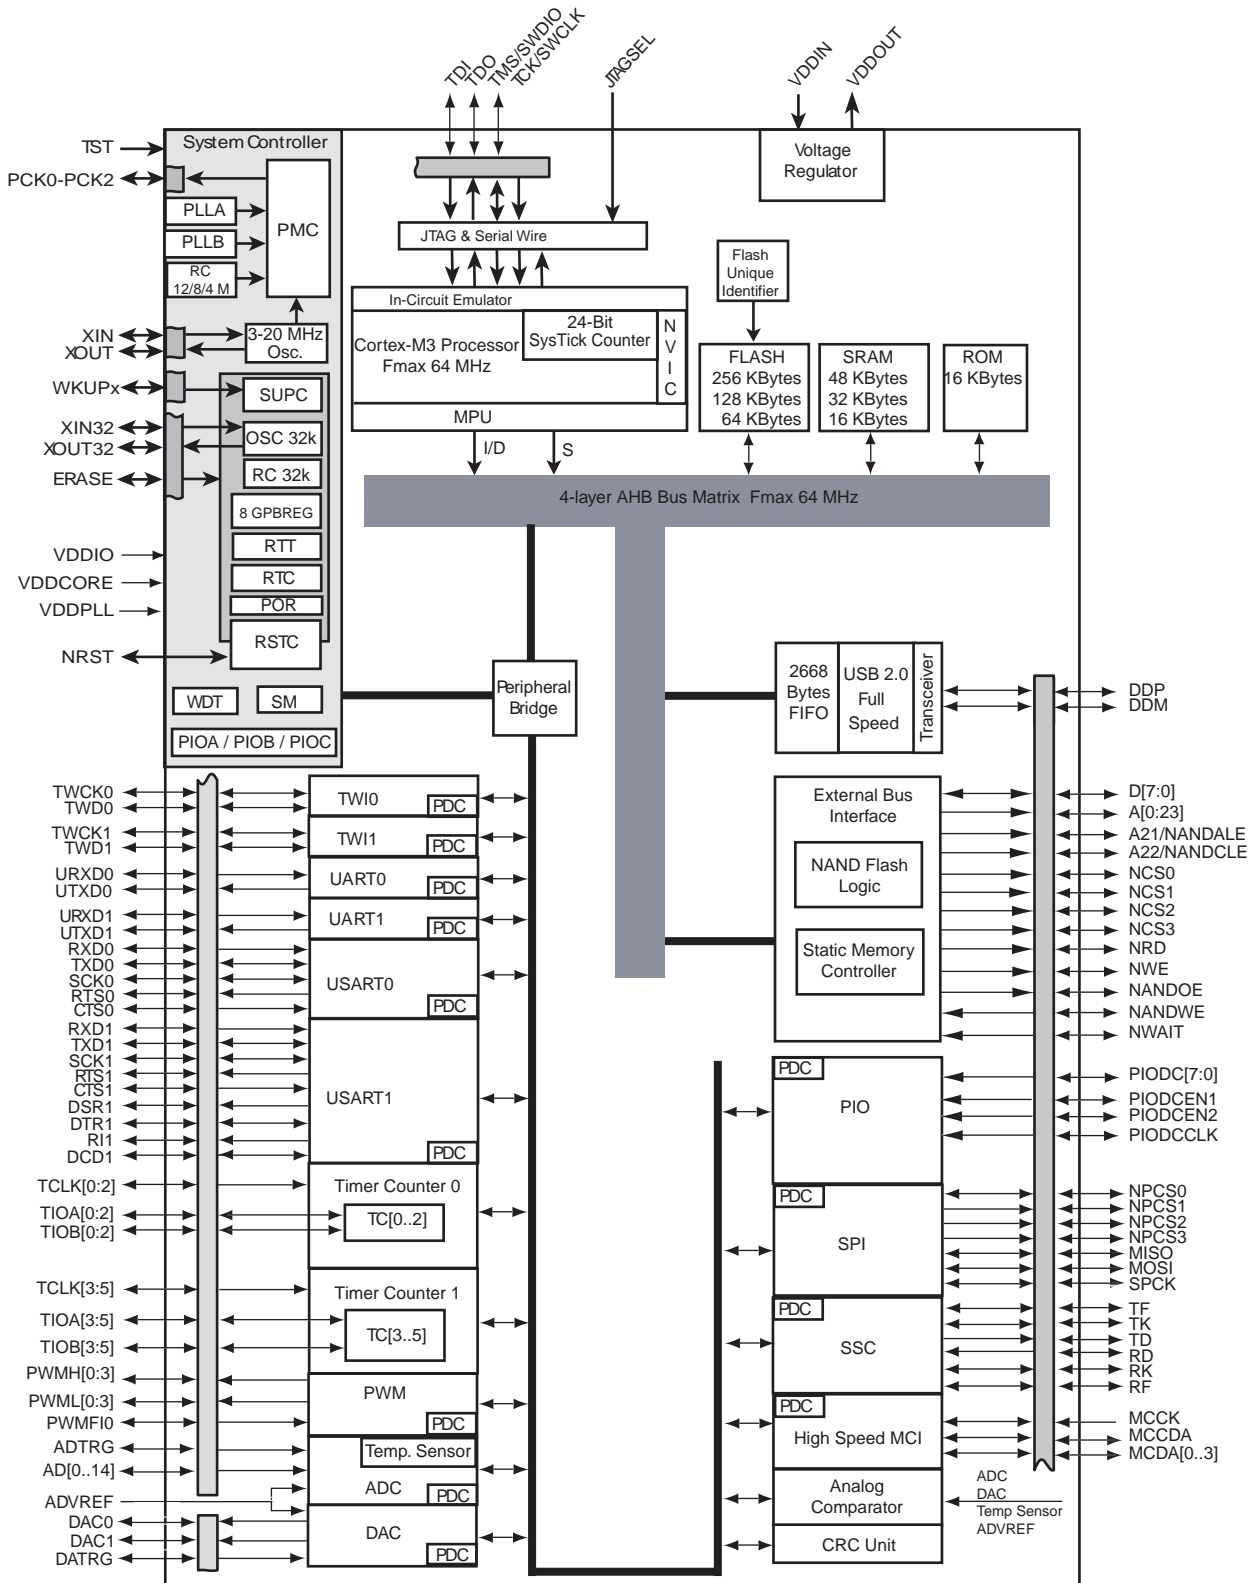 TDI
TDO
TMS/SWDIO
TCK/SWCLK
JTAGSEL
VDDIN
VDDOUT
TST
PCK0-PCK2
System Controller
PLLA
PLLB
RC
12/8/4 M
PMC
XIN
XOUT
3-20 MHz
Osc.
WKUPx
SUPC
XIN32
XOUT32
OSC 32k
ERASE
RC 32k
8 GPBREG
RTT
VDDIO
RTC
VDDCORE
POR
VDDPLL
RSTC
NRST
WDT
SM
PIOA / PIOB / PIOC
JTAG & Serial Wire
In-Circuit Emulator
24-Bit
SysTick Counter
Cortex-M3 Processor
Fmax 64 MHz
N
V
I
C
MPU
I/D
S
Voltage
Regulator
Flash
Unique
Identifier
FLASH
256 KBytes
128 KBytes
64 KBytes
SRAM
48 KBytes
32 KBytes
16 KBytes
ROM
16 KBytes
4-layer AHB Bus Matrix Fmax 64 MHz
Peripheral
Bridge
2668
Bytes
FIFO
USB 2.0
Full
Speed
Transceiver
DDP
DDM
TWCK0
TWD0
TWI0
PDC
TWCK1
TWD1
TWI1
PDC
URXD0
UTXD0
UART0
PDC
URXD1
UTXD1
UART1
PDC
RXD0
TXD0
SCK0
RTS0
CTS0
USART0
PDC
RXD1
TXD1
SCK1
RTS1
CTS1
DSR1
DTR1
RI1
DCD1
USART1
PDC
TCLK[0:2]
TIOA[0:2]
TIOB[0:2]
Timer Counter 0
TC[0..2]
TCLK[3:5]
TIOA[3:5]
TIOB[3:5]
Timer Counter 1
TC[3..5]
PWMH[0:3]
PWML[0:3]
PWMFI0
PWM
PDC
ADTRG
AD[0..14]
ADVREF
Temp. Sensor
ADC
PDC
DAC0
DAC1
DATRG
DAC
PDC
External Bus
Interface
NAND Flash
Logic
Static Memory
Controller
D[7:0]
A[0:23]
A21/NANDALE
A22/NANDCLE
NCS0
NCS1
NCS2
NCS3
NRD
NWE
NANDOE
NANDWE
NWAIT
PDC
PIO
PIODC[7:0]
PIODCEN1
PIODCEN2
PIODCCLK
PDC
SPI
NPCS0
NPCS1
NPCS2
NPCS3
MISO
MOSI
SPCK
PDC
SSC
TF
TK
TD
RD
RK
RF
PDC
High Speed MCI
MCCK
MCCDA
MCDA[0..3]
Analog
Comparator
ADC
DAC
Temp Sensor
ADVREF
CRC Unit